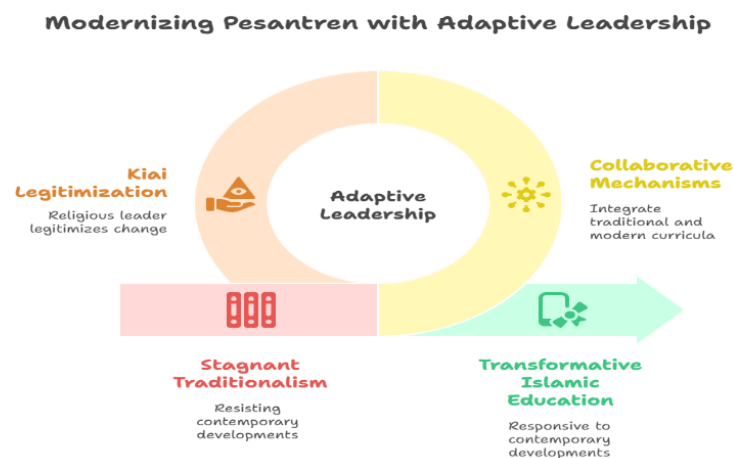 Modernizing Pesantren with Adaptive Leadership
Kiai
Legitimization
Religious leader
legitimizes change
Adaptive
Leadership
Collaborative
Mechanisms
Integrate
traditional and
modern curricula
Stagnant
Traditionalism
Resisting
contemporary
developments
Transformative
Islamic
Education
Responsive to
contemporary
developments